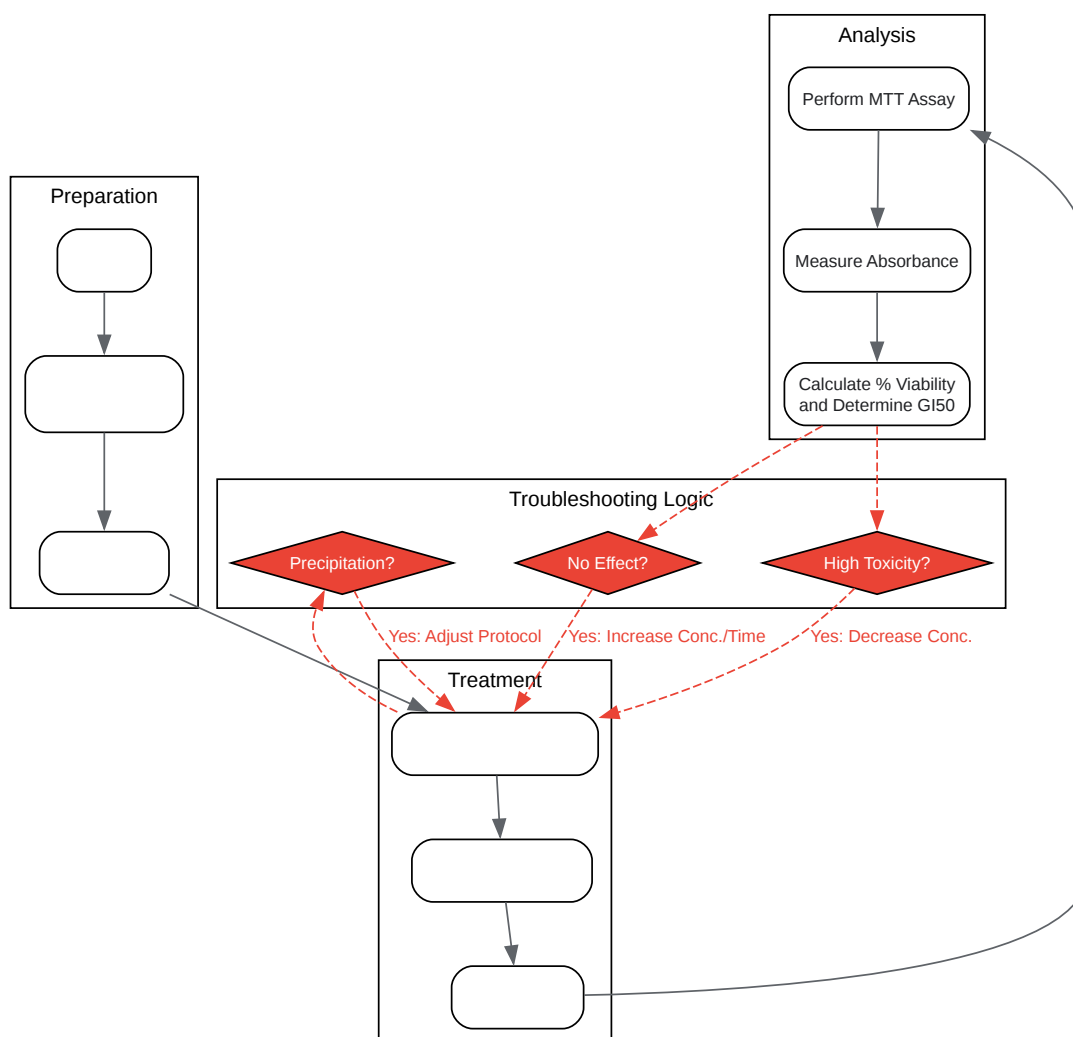 Analysis
Perform MTT Assay
Measure Absorbance
Calculate % Viability
and Determine GI50
Preparation
Troubleshooting Logic
Precipitation?
No Effect?
High Toxicity?
Yes: Adjust Protocol
Yes: Increase Conc./Time
Yes: Decrease Conc.
Treatment